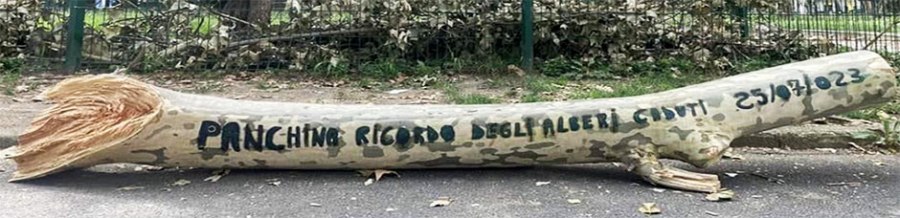 PANCHINA RICORDO DEGLI ALBERI CADUTI 25/07/023